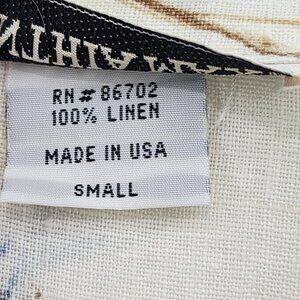 RN # 86702
100% LINEN
MADE IN USA
SMALL